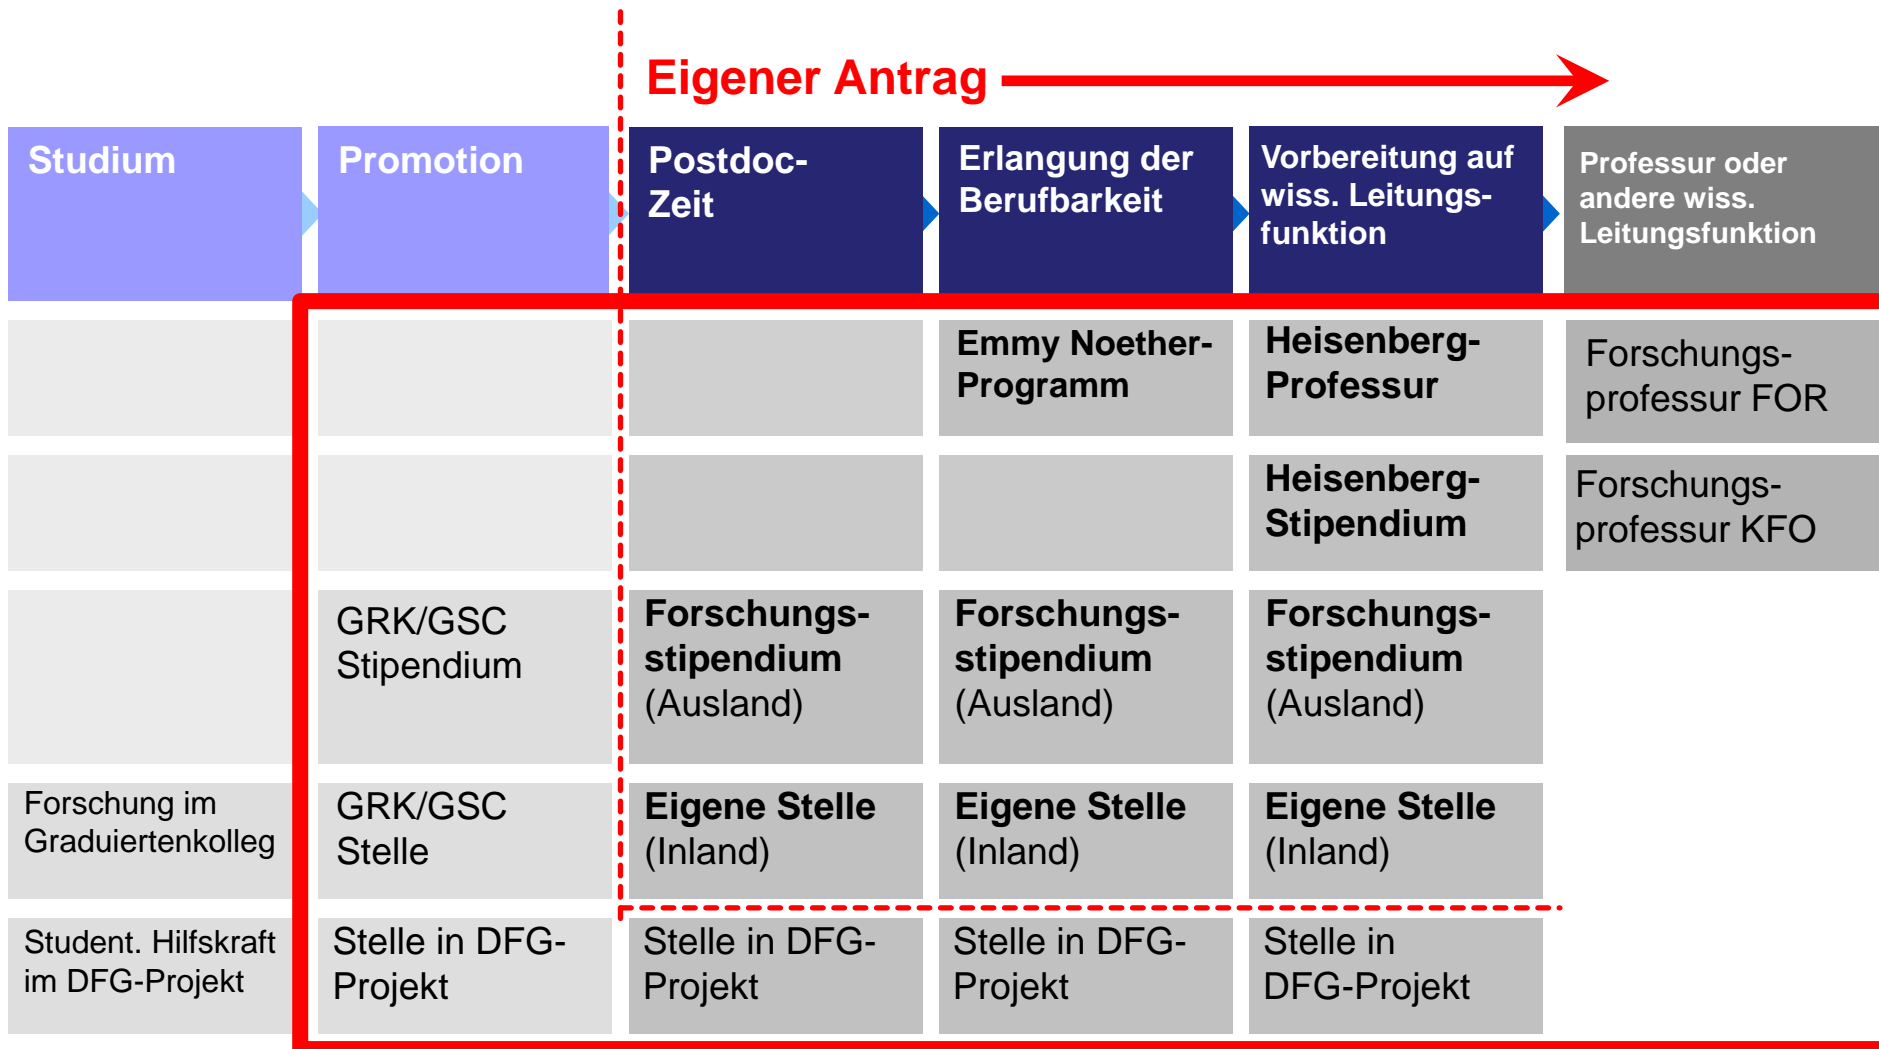 Eigener Antrag
Studium
Promotion
Postdoc-
Zeit
Erlangung der
Berufbarkeit
Vorbereitung auf
wiss. Leitungs-
funktion
Professur oder
andere wiss.
Leitungsfunktion
Emmy Noether-
Programm
Heisenberg-
Professur
Forschungs-
professur FOR
Heisenberg-
Stipendium
Forschungs-
professur KFO
GRK/GSC
Stipendium
Forschungs-
stipendium
(Ausland)
Forschungs-
stipendium
(Ausland)
Forschungs-
stipendium
(Ausland)
Forschung im
Graduiertenkolleg
GRK/GSC
Stelle
Eigene Stelle
(Inland)
Eigene Stelle
(Inland)
Eigene Stelle
(Inland)
Student. Hilfskraft
im DFG-Projekt
Stelle in DFG-
Projekt
Stelle in DFG-
Projekt
Stelle in DFG-
Projekt
Stelle in
DFG-Projekt